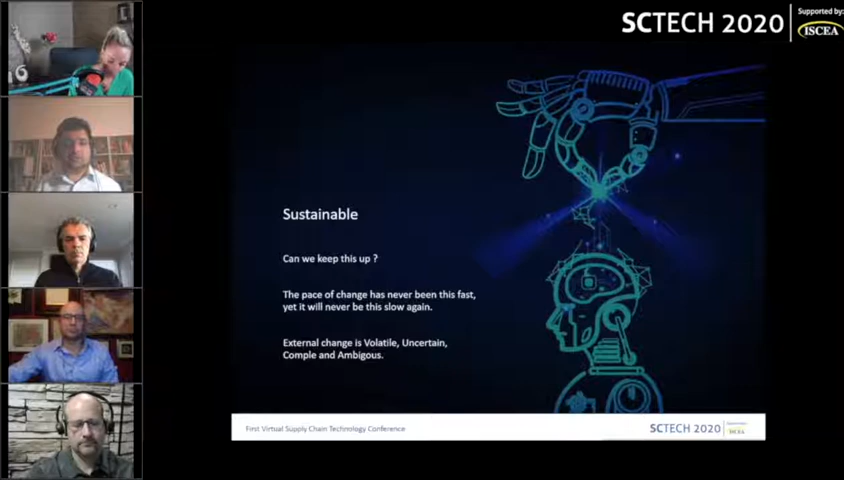 SCTECH 2020
Supported by:
ISCEA
Sustainable
Can we keep this up ?
The pace of change has never been this fast,
yet it will never be this slow again.
External change is Volatile, Uncertain,
Comple and Ambigous.
First Virtual Supply Chain Technology Conference
SCTECH 2020
ISCEA